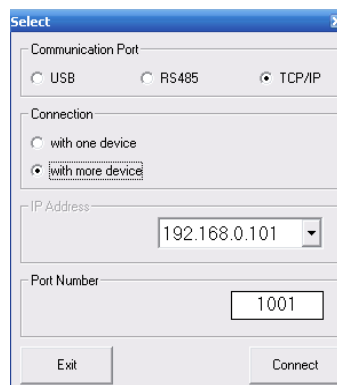 Select
Communication Port
USB RS485 TCP/IP
Connection
with one device
with more device
IP Address
192.168.0.101
Port Number
1001
Exit Connect